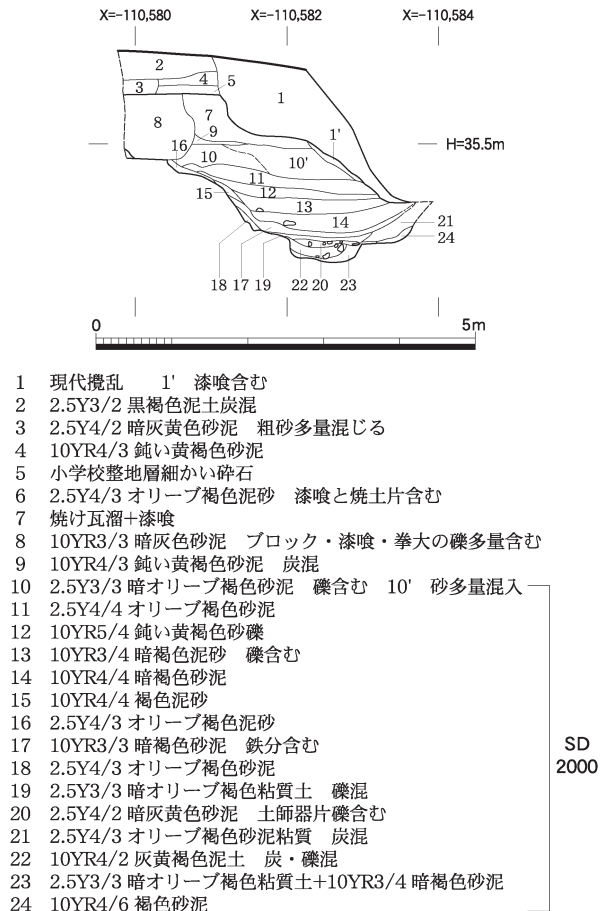 X=-110,580 X=-110,582 X=-110,584
2
3
4
5
1
7
8
9
1'
H=35.5m
16
10
10'
11
12
15
13
14
21
24
18 17 19 22 20 23
0 5m
1 現代攪乱 1' 漆喰含む
2 2.5Y3/2 黒褐色泥土炭混
3 2.5Y4/2 暗灰黄色砂泥 粗砂多量混じる
4 10YR4/3 鈍い黄褐色砂泥
5 小学校整地層細かい砕石
6 2.5Y4/3 オリーブ褐色泥砂 漆喰と焼土片含む
7 焼け瓦溜+漆喰
8 10YR3/3 暗灰色砂泥 ブロック・漆喰・拳大の礫多量含む
9 10YR4/3 鈍い黄褐色砂泥 炭混
10 2.5Y3/3 暗オリーブ褐色砂泥 礫含む 10' 砂多量混入
11 2.5Y4/4 オリーブ褐色砂泥
12 10YR5/4 鈍い黄褐色砂礫
13 10YR3/4 暗褐色泥砂 礫含む
14 10YR4/4 暗褐色砂泥
15 10YR4/4 褐色泥砂
16 2.5Y4/3 オリーブ褐色泥砂
17 10YR3/3 暗褐色砂泥 鉄分含む
18 2.5Y4/3 オリーブ褐色砂泥
19 2.5Y3/3 暗オリーブ褐色粘質土 礫混
20 2.5Y4/2 暗灰黄色砂泥 土師器片礫含む
21 2.5Y4/3 オリーブ褐色砂泥粘質 炭混
22 10YR4/2 灰黄褐色泥土 炭・礫混
23 2.5Y3/3 暗オリーブ褐色粘質土+10YR3/4 暗褐色砂泥
24 10YR4/6 褐色砂泥
SD
2000